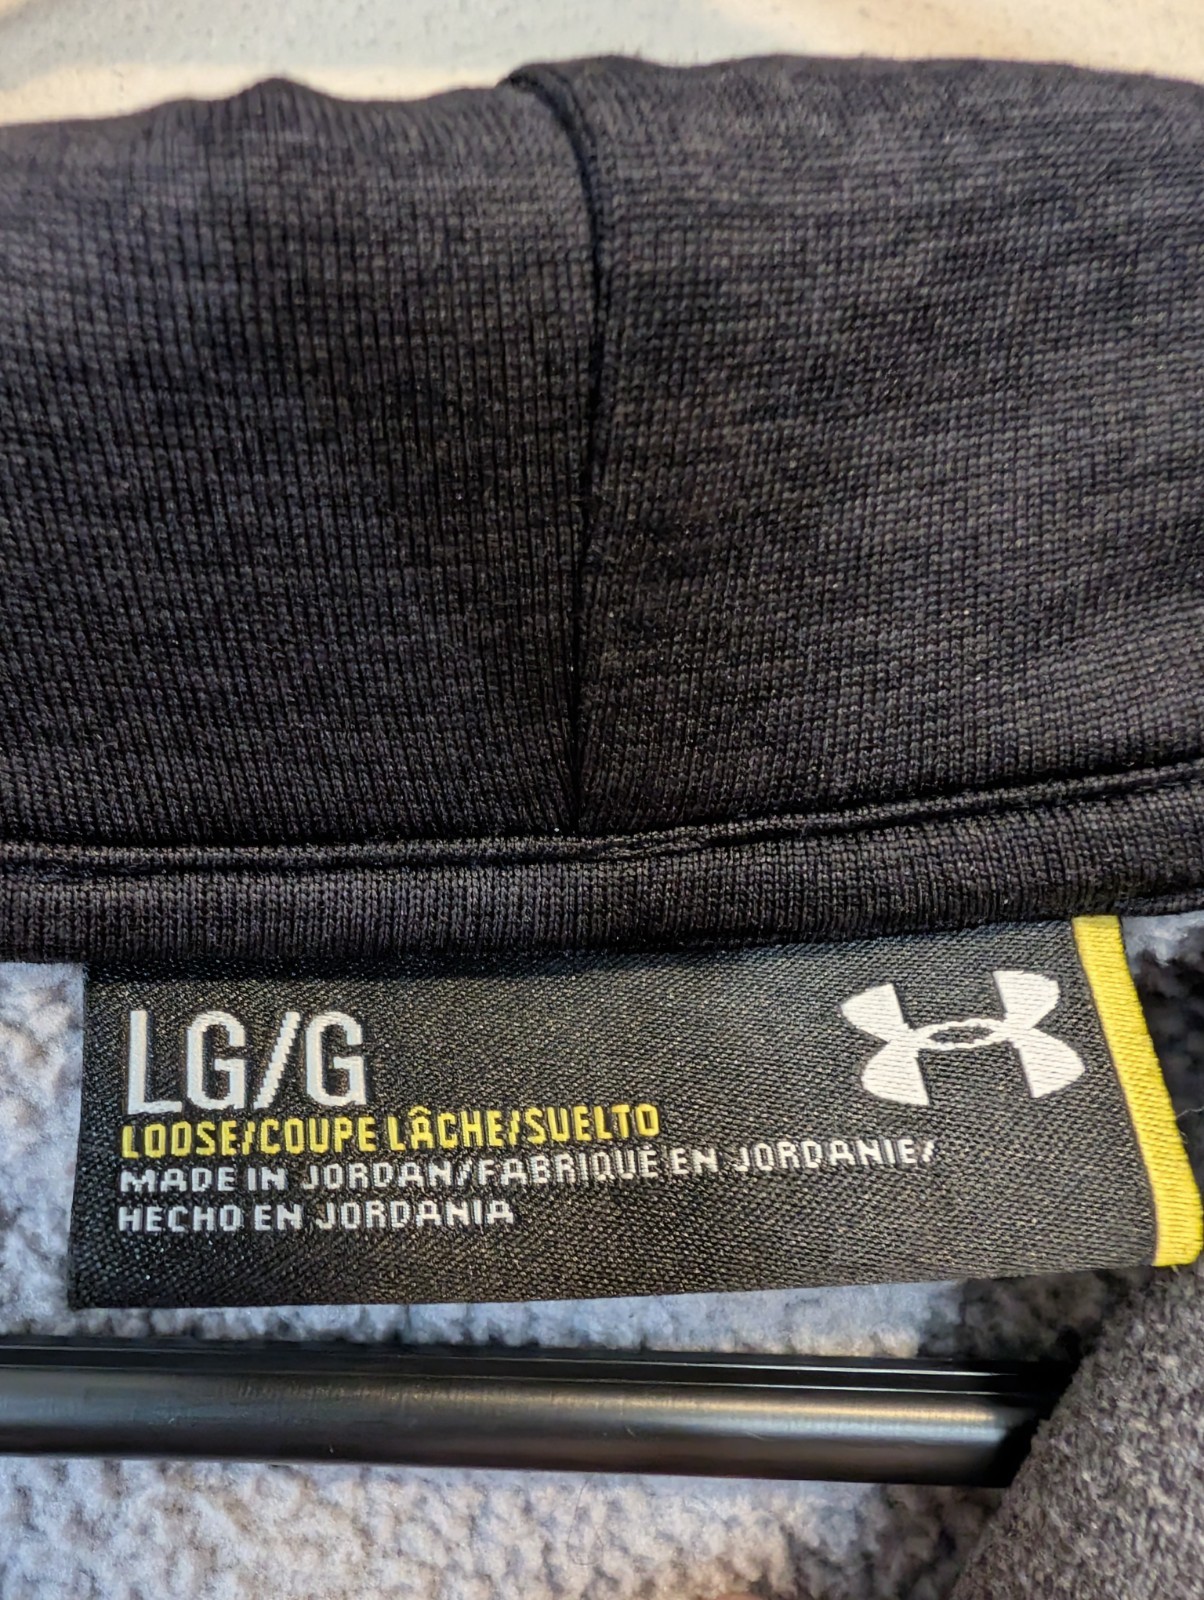 LG/G
LOOSE/COUPE LÂCHE/SUELTO
MADE IN JORDAN/FABRIQUÉ EN JORDANIE/
HECHO EN JORDANIA